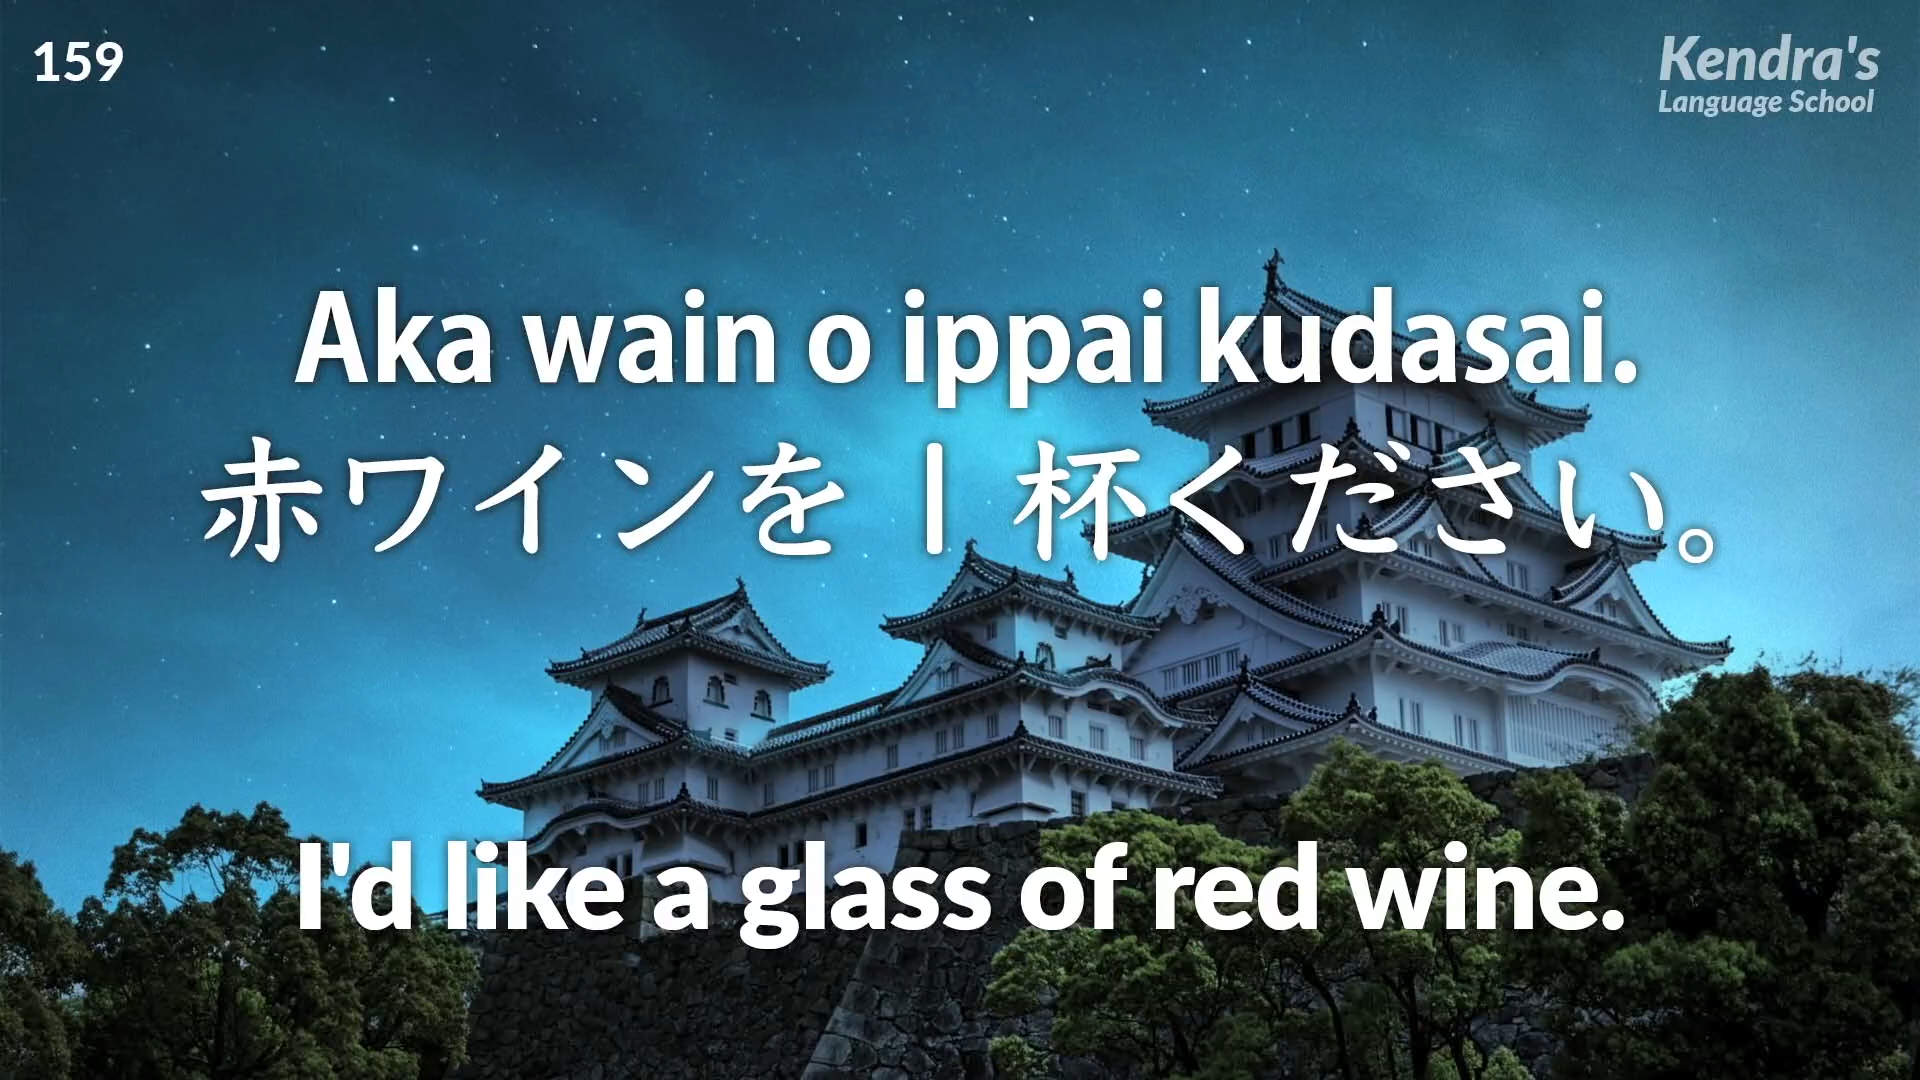 159
Kendra's
Language School
Aka wain o ippai kudasai.
赤ワインを1杯ください。
I'd like a glass of red wine.